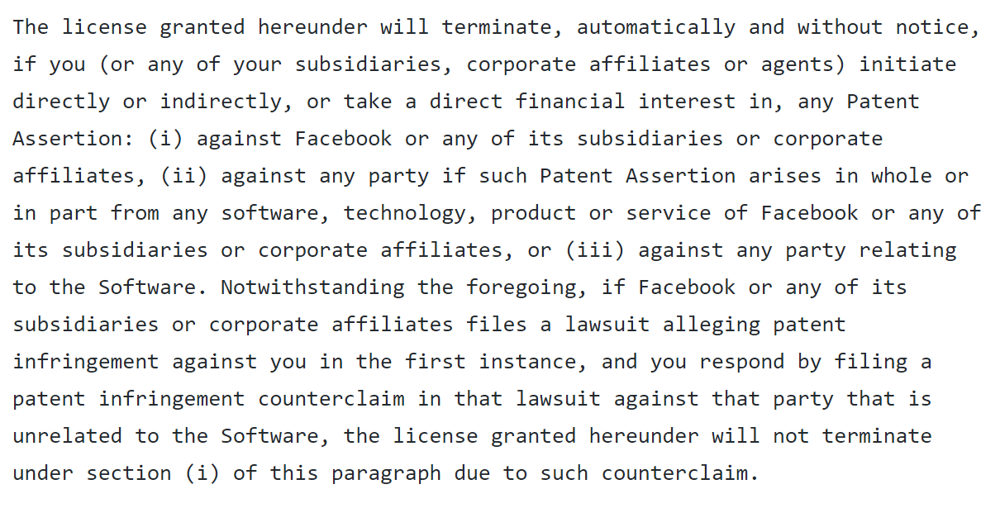 The license granted hereunder will terminate, automatically and without notice,
if you (or any of your subsidiaries, corporate affiliates or agents) initiate
directly or indirectly, or take a direct financial interest in, any Patent
Assertion: (i) against Facebook or any of its subsidiaries or corporate
affiliates, (ii) against any party if such Patent Assertion arises in whole or
in part from any software, technology, product or service of Facebook or any of
its subsidiaries or corporate affiliates, or (iii) against any party relating
to the Software. Notwithstanding the foregoing, if Facebook or any of its
subsidiaries or corporate affiliates files a lawsuit alleging patent
infringement against you in the first instance, and you respond by filing a
patent infringement counterclaim in that lawsuit against that party that is
unrelated to the Software, the license granted hereunder will not terminate
under section (i) of this paragraph due to such counterclaim.